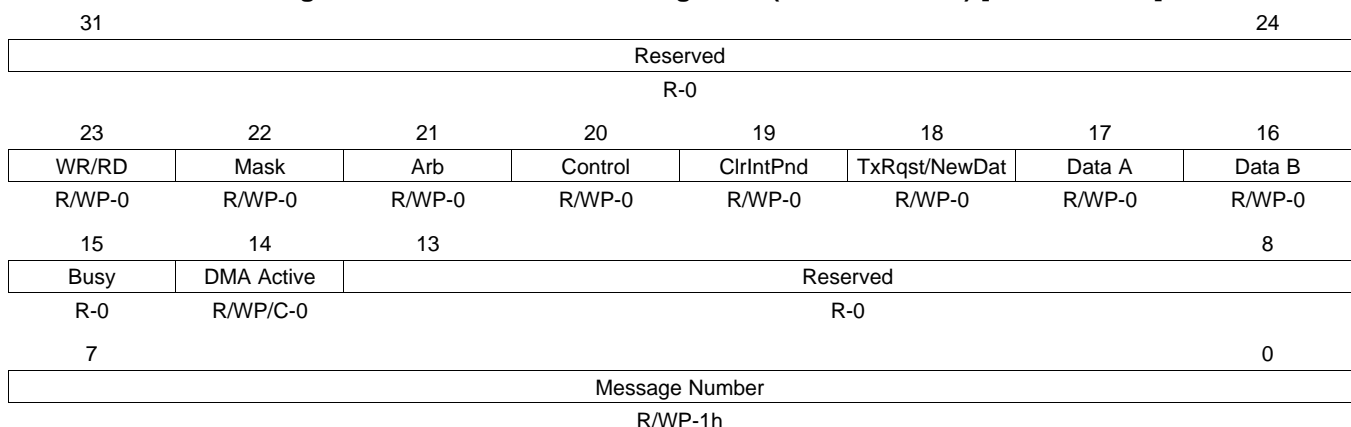 31 24
Reserved
R-0
23 22 21 20 19 18 17 16
WR/RD Mask Arb Control ClrIntPnd TxRqst/NewDat Data A Data B
R/WP-0 R/WP-0 R/WP-0 R/WP-0 R/WP-0 R/WP-0 R/WP-0 R/WP-0
15 14 13 8
Busy DMA Active Reserved
R-0 R/WP/C-0 R-0
7 0
Message Number
R/WP-1h